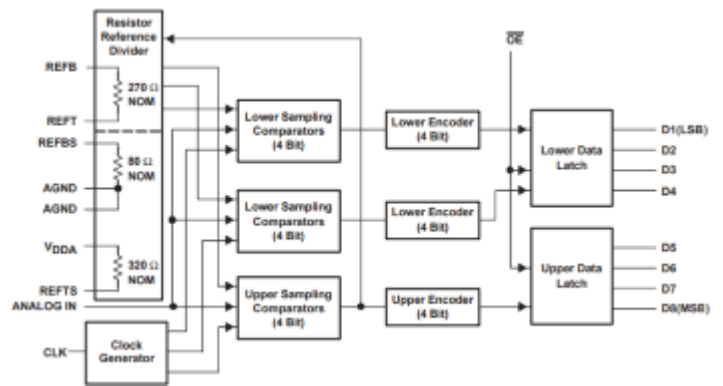 Resistor
Reference
Divider
REFB
270 Ω
NOM
REFT
REFBS
80 Ω
NOM
AGND
AGND
VDDA
320 Ω
NOM
REFTS
ANALOG IN
CLK
Clock
Generator
Lower Sampling
Comparators
(4 Bit)
Lower Encoder
(4 Bit)
Lower Sampling
Comparators
(4 Bit)
Lower Encoder
(4 Bit)
Upper Sampling
Comparators
(4 Bit)
Upper Encoder
(4 Bit)
OE
Lower Data
Latch
D1(LSB)
D2
D3
D4
Upper Data
Latch
D5
D6
D7
D8(MSB)